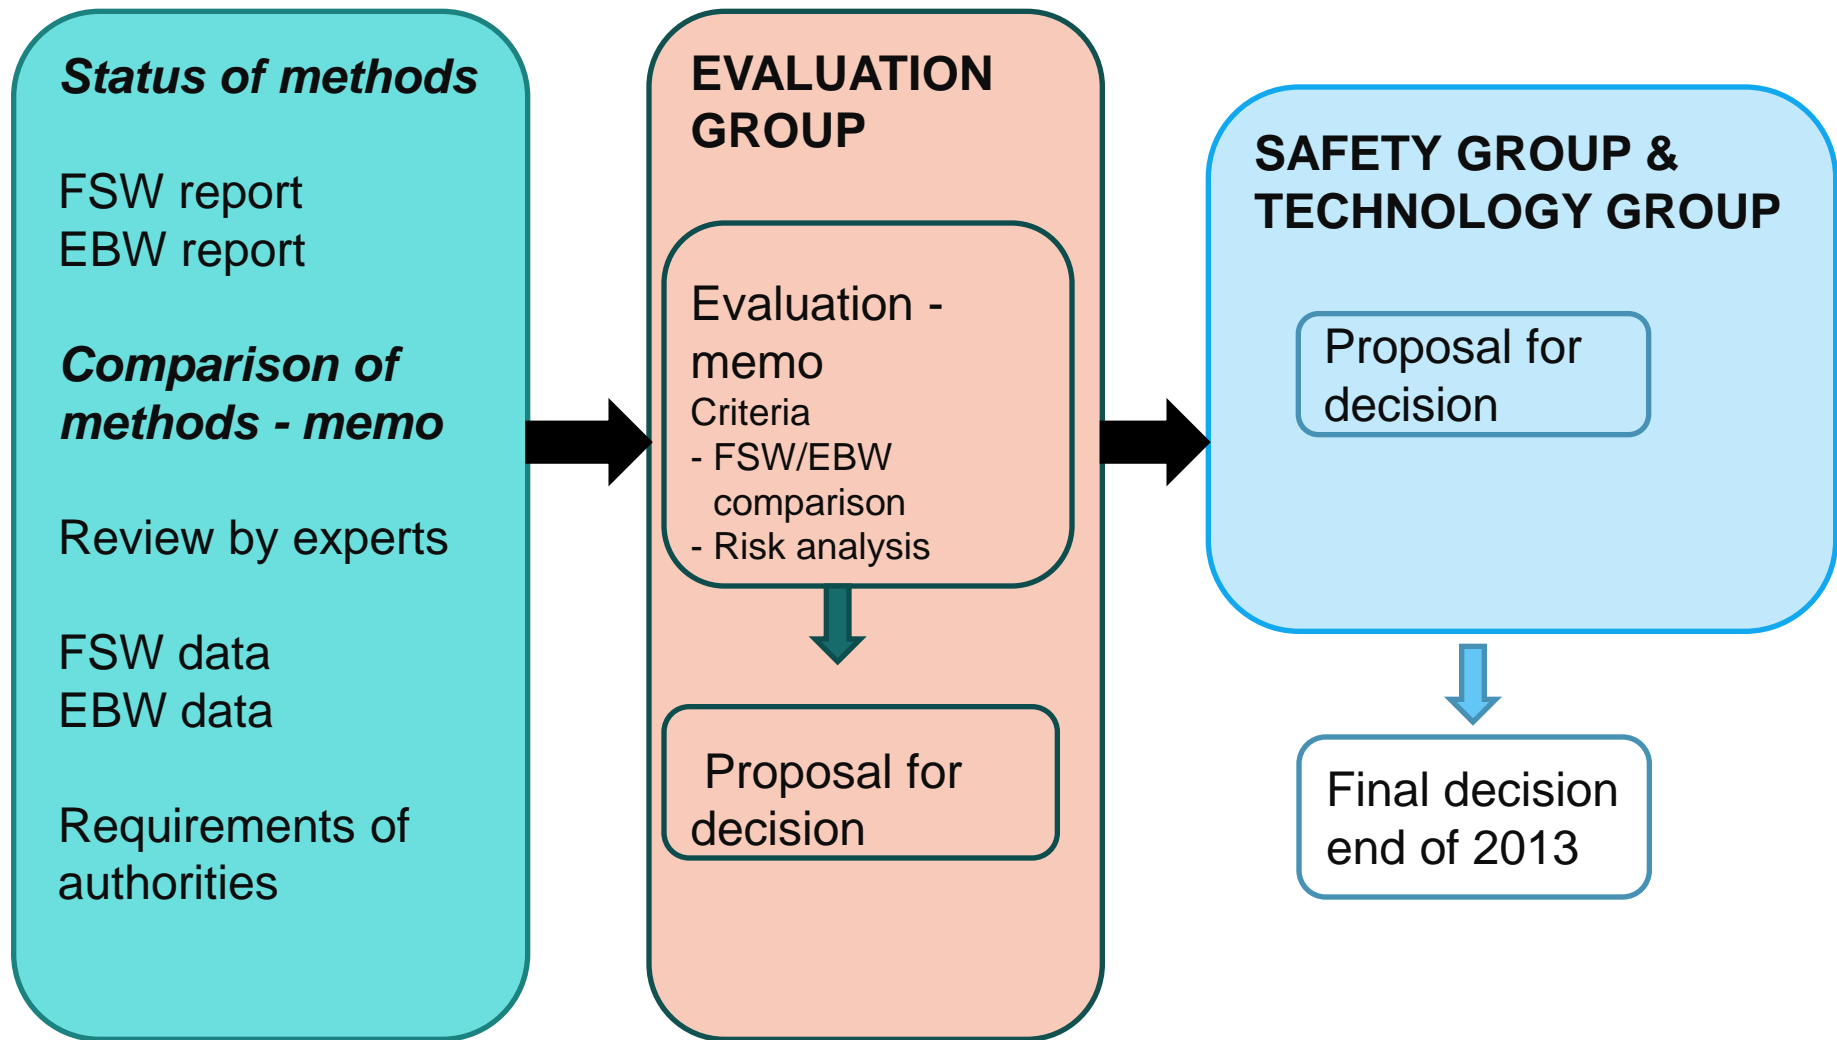 Status of methods
FSW report
EBW report
Comparison of
methods - memo
Review by experts
FSW data
EBW data
Requirements of
authorities
EVALUATION
GROUP
Evaluation -
memo
Criteria
- FSW/EBW
comparison
- Risk analysis
Proposal for
decision
SAFETY GROUP &
TECHNOLOGY GROUP
Proposal for
decision
Final decision
end of 2013